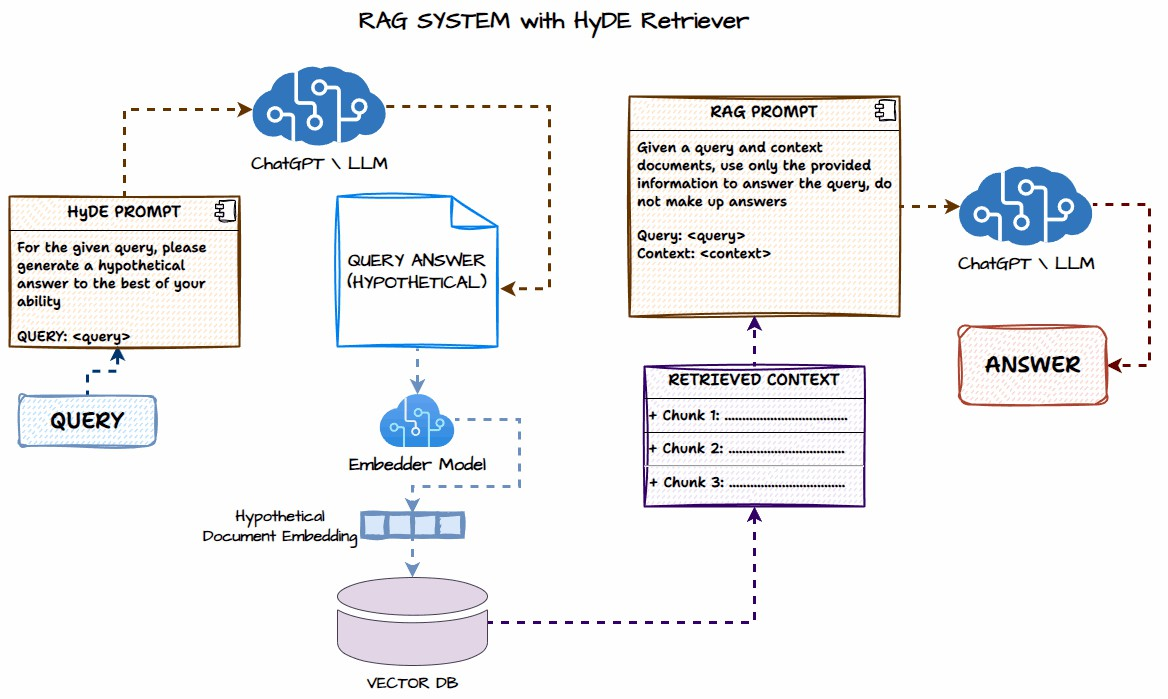 RAG SYSTEM with HyDE Retriever
ChatGPT \ LLM
HyDE PROMPT
For the given query, please
generate a hypothetical
answer to the best of your
ability
QUERY: <query>
QUERY
QUERY ANSWER
(HYPOTHETICAL)
Embedder Model
Hypothetical
Document Embedding
VECTOR DB
RETRIEVED CONTEXT
+ Chunk 1: ..................................
+ Chunk 2: ................................
+ Chunk 3: ................................
RAG PROMPT
Given a query and context
documents, use only the provided
information to answer the query, do
not make up answers
Query: <query>
Context: <context>
ChatGPT \ LLM
ANSWER